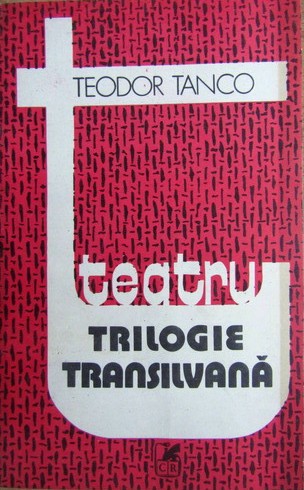 TEODOR TANCO
teatru
TRILOGIE
TRANSILVANĂ
CR